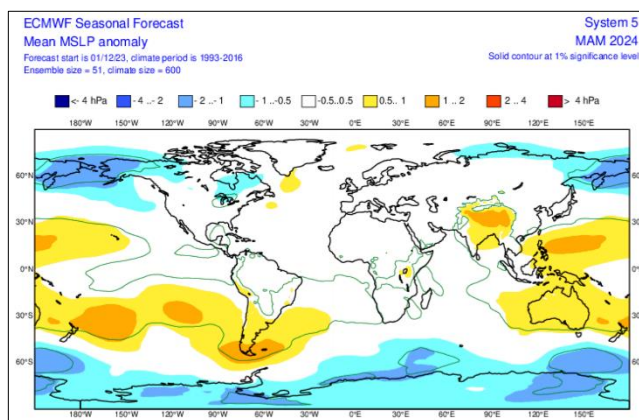 ECMWF Seasonal Forecast
System 5
Mean MSLP anomaly
MAM 2024
Forecast start is 01/12/23, climate period is 1993-2016
Solid contour at 1% significance level
Ensemble size = 51, climate size = 600
<- 4 hPa
- 4 .. -2
- 2 .. -1
- 1 ..-0.5
-0.5..0.5
0.5.. 1
1 .. 2
2 .. 4
> 4 hPa
180°W 150°W 120°W 90°W 60°W 30°W 0°E 30°E 60°E 90°E 120°E 150°E
60°N
30°N
0°N
30°S
60°S
180°W 150°W 120°W 90°W 60°W 30°W 0°E 30°E 60°E 90°E 120°E 150°E